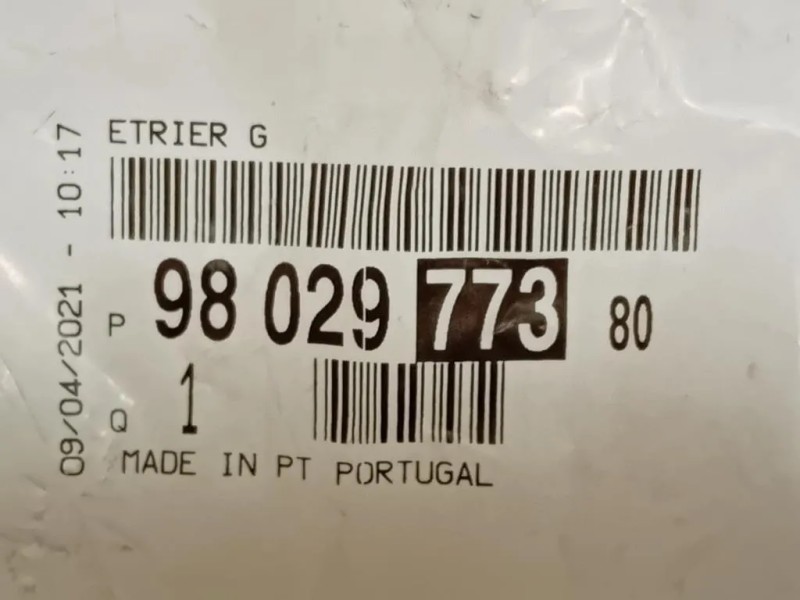 ETRIER G
P 98 029 773 80
Q 1
MADE IN PT PORTUGAL
09/04/2021 - 10:17